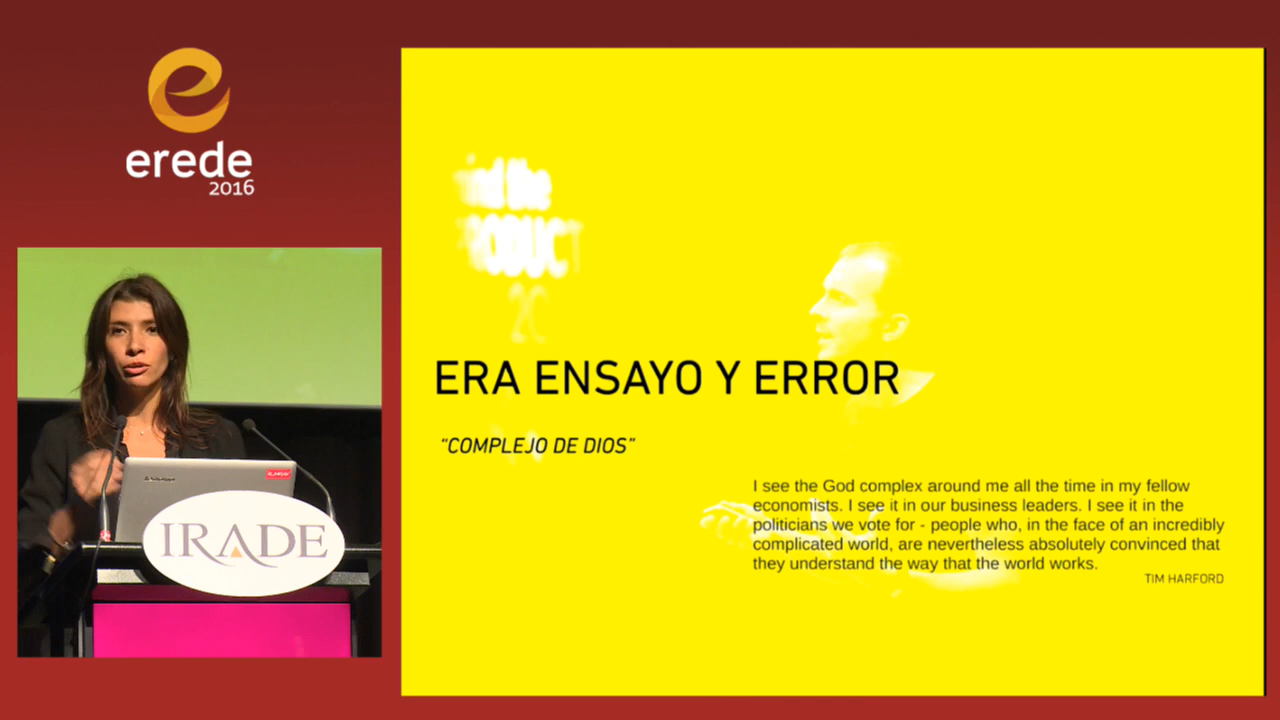 erede
2016
ind the
ODUCT
ERA ENSAYO Y ERROR
“COMPLEJO DE DIOS”
I see the God complex around me all the time in my fellow
economists. I see it in our business leaders. I see it in the
politicians we vote for - people who, in the face of an incredibly
complicated world, are nevertheless absolutely convinced that
they understand the way that the world works.
TIM HARFORD
IRADE